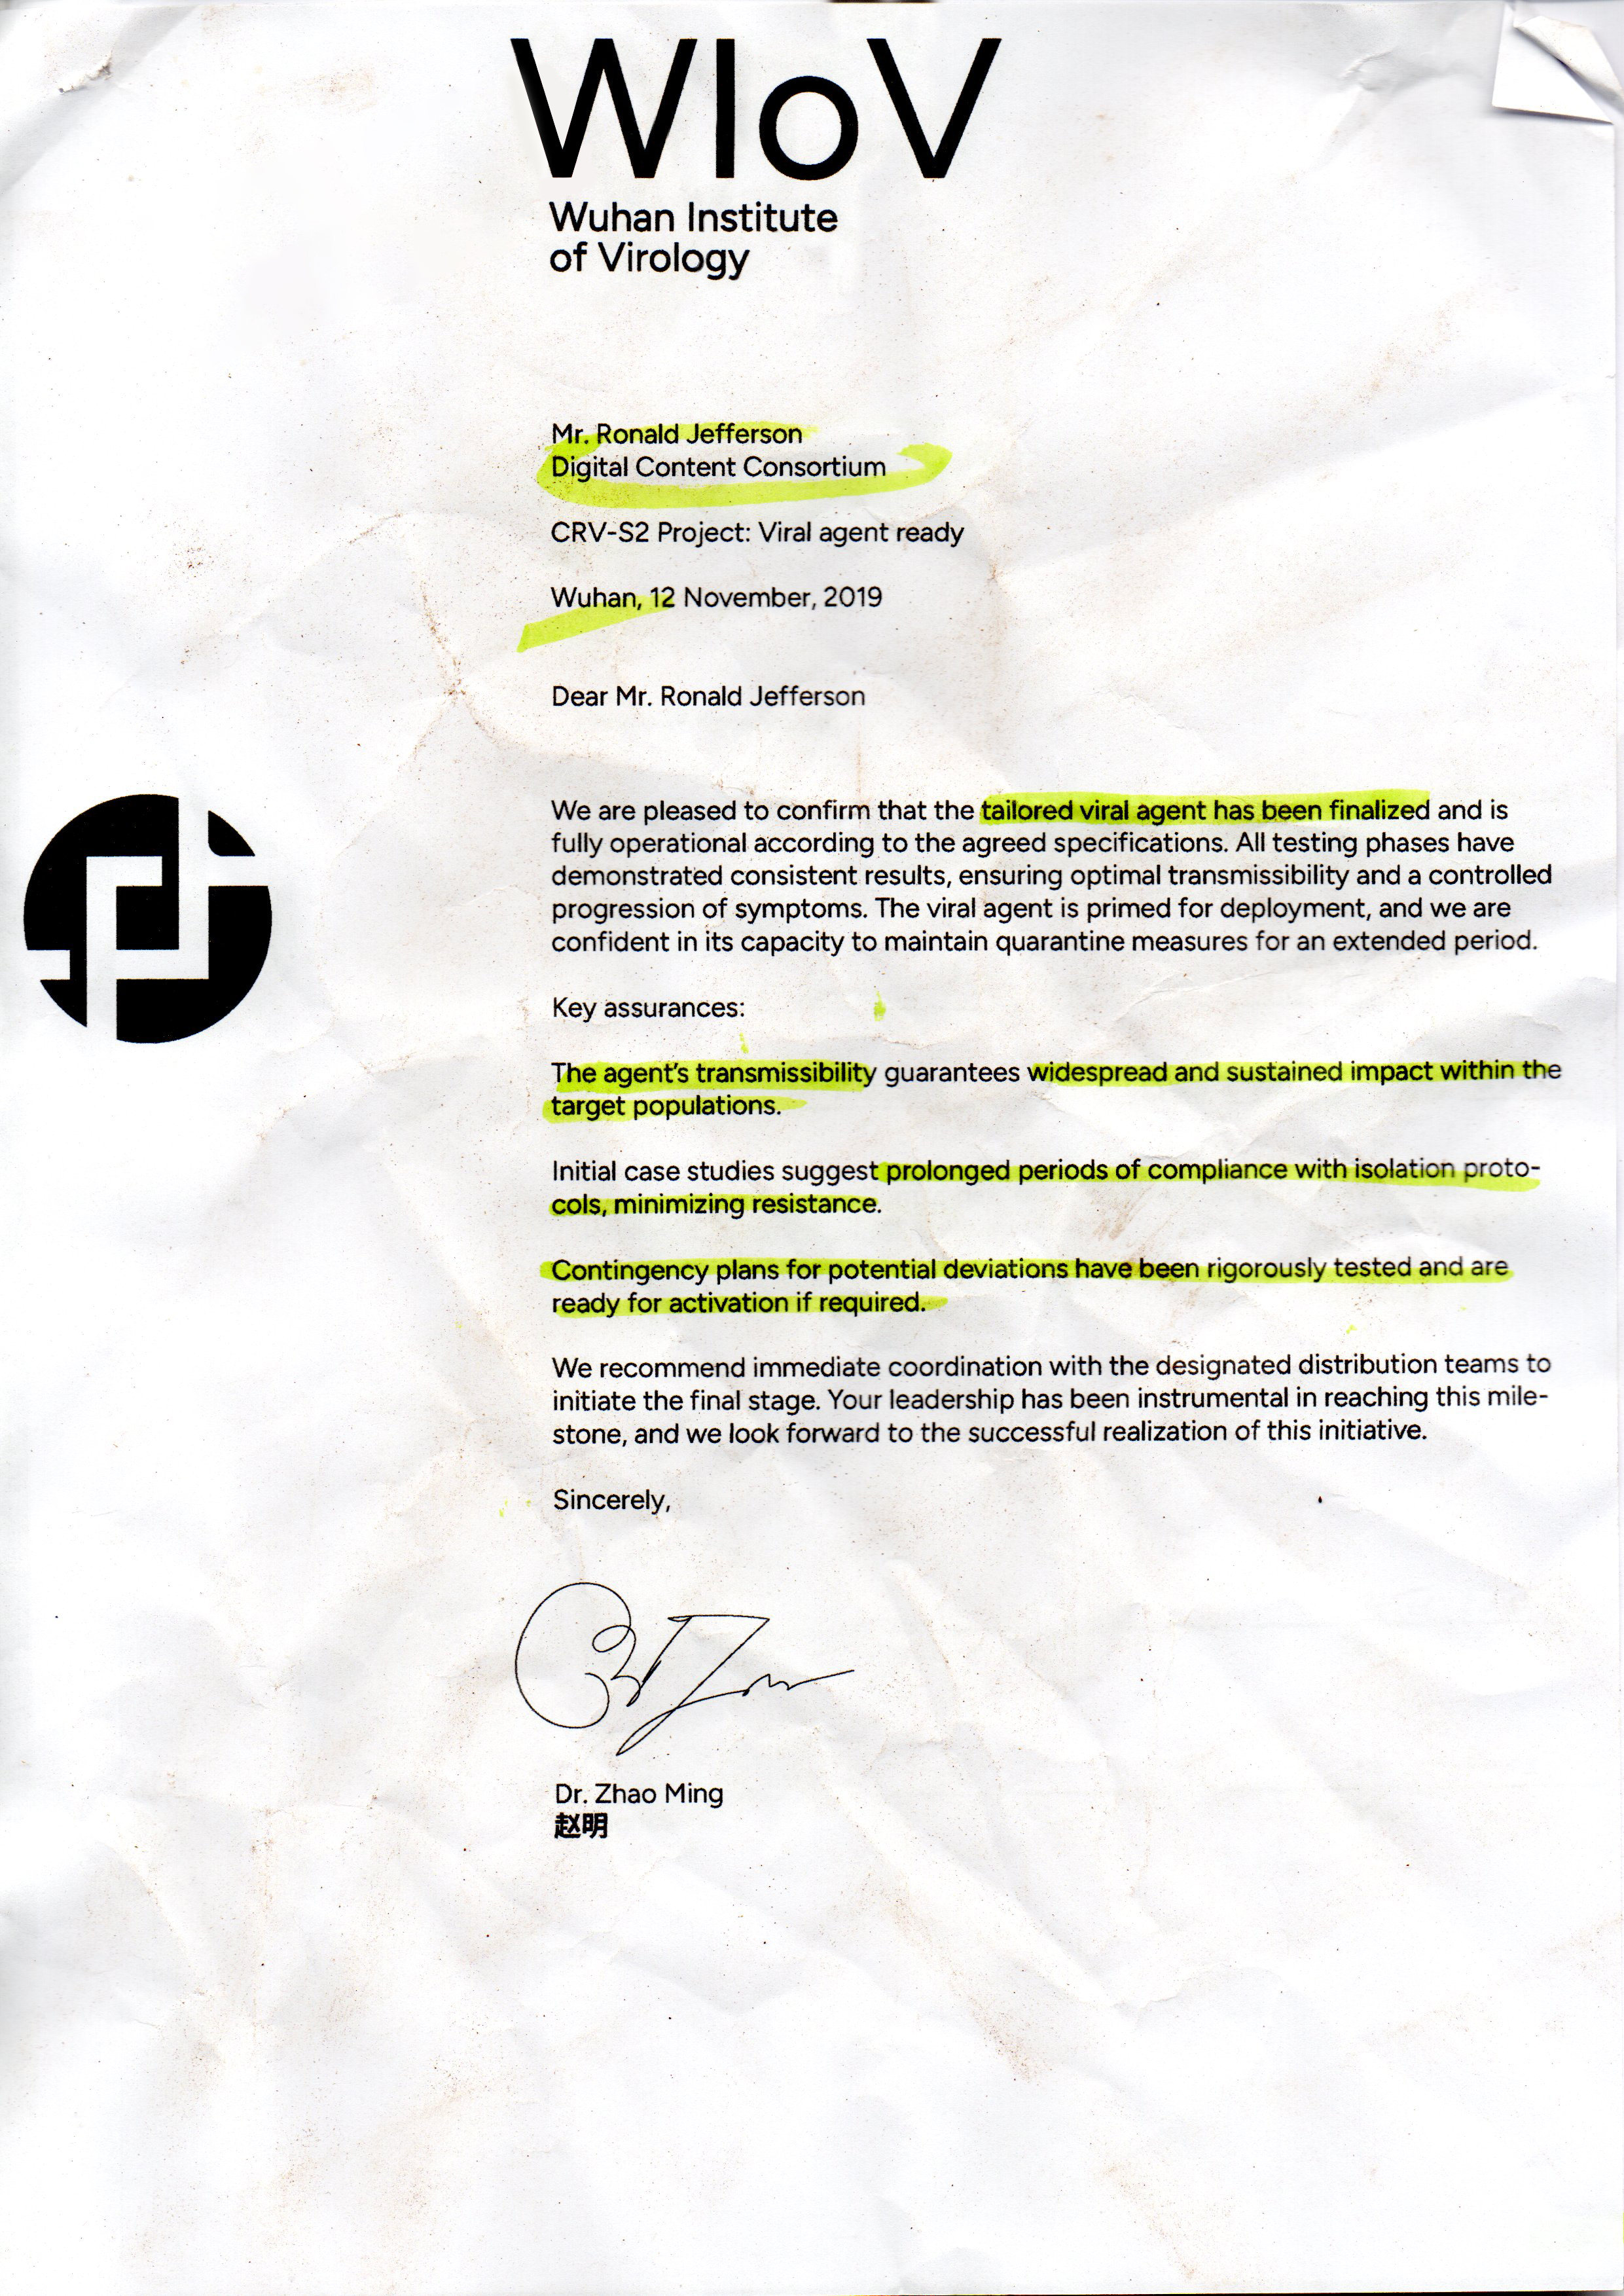 WIoV
Wuhan Institute
of Virology
Mr. Ronald Jefferson
Digital Content Consortium
CRV-S2 Project: Viral agent ready
Wuhan, 12 November, 2019
Dear Mr. Ronald Jefferson
We are pleased to confirm that the tailored viral agent has been finalized and is
fully operational according to the agreed specifications. All testing phases have
demonstrated consistent results, ensuring optimal transmissibility and a controlled
progression of symptoms. The viral agent is primed for deployment, and we are
confident in its capacity to maintain quarantine measures for an extended period.
Key assurances:
The agent’s transmissibility guarantees widespread and sustained impact within the
target populations.
Initial case studies suggest prolonged periods of compliance with isolation proto-
cols, minimizing resistance.
Contingency plans for potential deviations have been rigorously tested and are
ready for activation if required.
We recommend immediate coordination with the designated distribution teams to
initiate the final stage. Your leadership has been instrumental in reaching this mile-
stone, and we look forward to the successful realization of this initiative.
Sincerely,
Dr. Zhao Ming
赵明